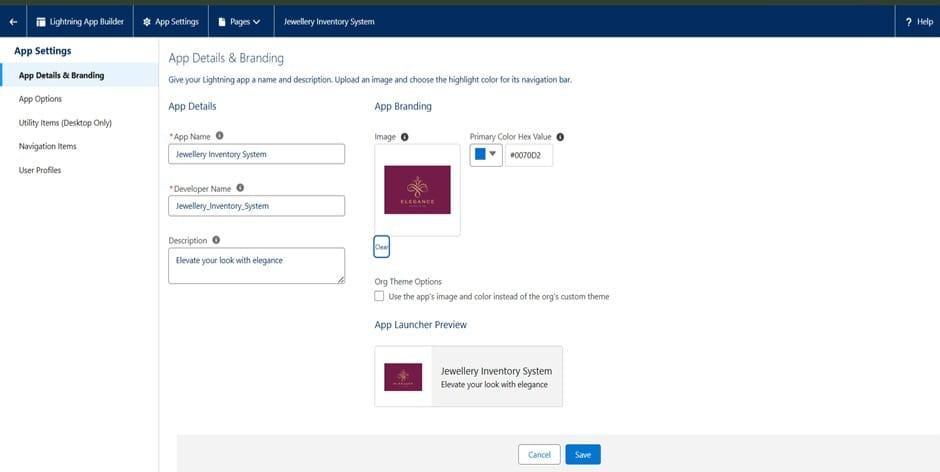 Lightning App Builder App Settings Pages Jewellery Inventory System ? Help
App Settings
App Details & Branding
App Options
Utility Items (Desktop Only)
Navigation Items
User Profiles
App Details & Branding
Give your Lightning app a name and description. Upload an image and choose the highlight color for its navigation bar.
App Details
* App Name
Jewellery Inventory System
* Developer Name
Jewellery_Inventory_System
Description
Elevate your look with elegance
App Branding
Image Primary Color Hex Value
#0070D2
ELEGANCE
Clear
Org Theme Options
Use the app's image and color instead of the org's custom theme
App Launcher Preview
ELEGANCE
Jewellery Inventory System
Elevate your look with elegance
Cancel Save